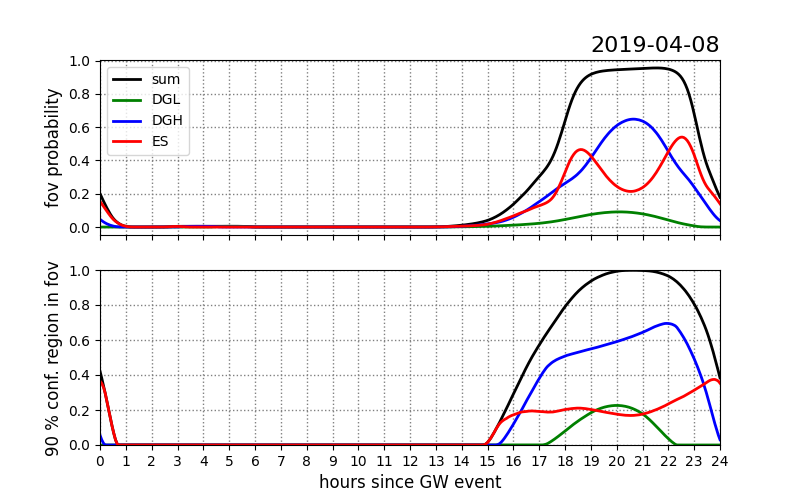 2019-04-08
fov probability
1.0
0.8
0.6
0.4
0.2
0.0
sum
DGL
DGH
ES
90 % conf. region in fov
1.0
0.8
0.6
0.4
0.2
0.0
0 1 2 3 4 5 6 7 8 9 10 11 12 13 14 15 16 17 18 19 20 21 22 23 24
hours since GW event